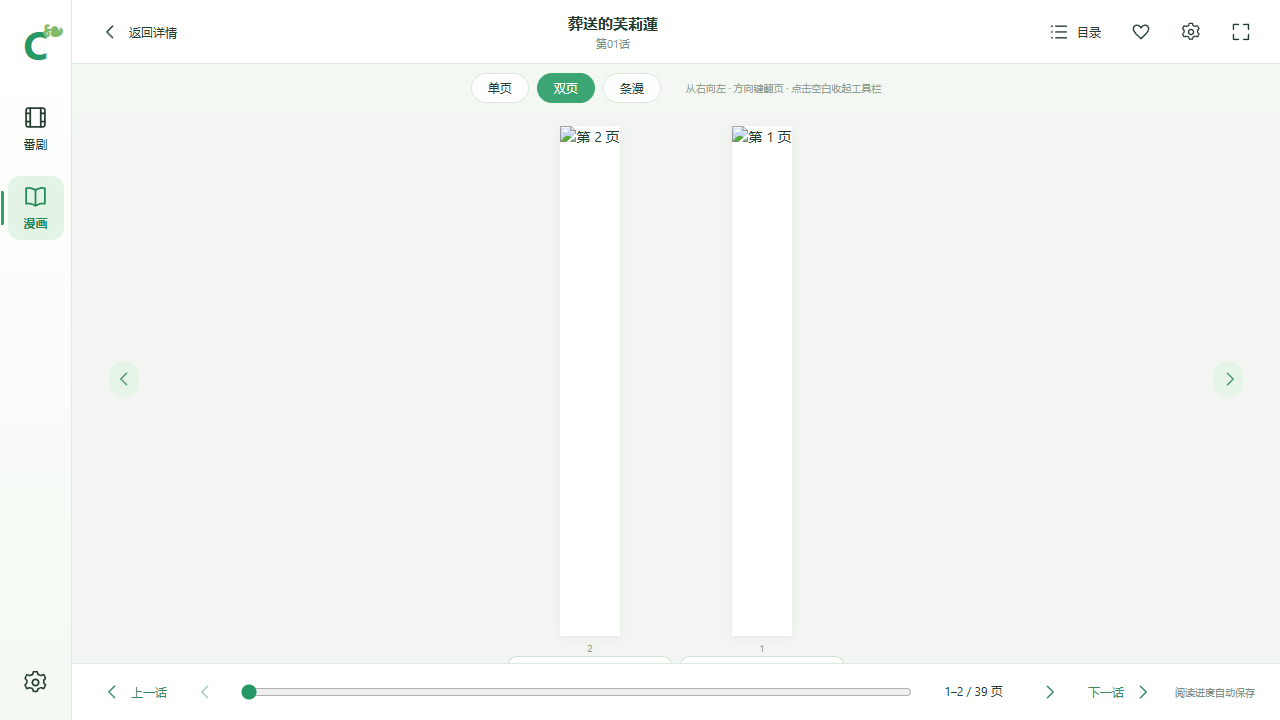 C
番剧
漫画
返回详情
葬送的芙莉蓮
第01话
目录
单页
双页
条漫
从右向左 · 方向键翻页 · 点击空白收起工具栏
第 2 页
第 1 页
2
1
上一话
1–2 / 39 页
下一话
阅读进度自动保存